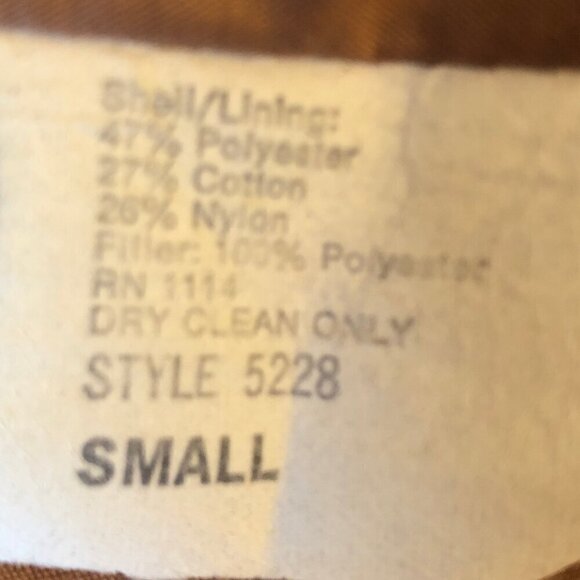 Shell/Lining:
47% Polyester
27% Cotton
26% Nylon
Filler: 100% Polyester
RN 1114
DRY CLEAN ONLY
STYLE 5228
SMALL